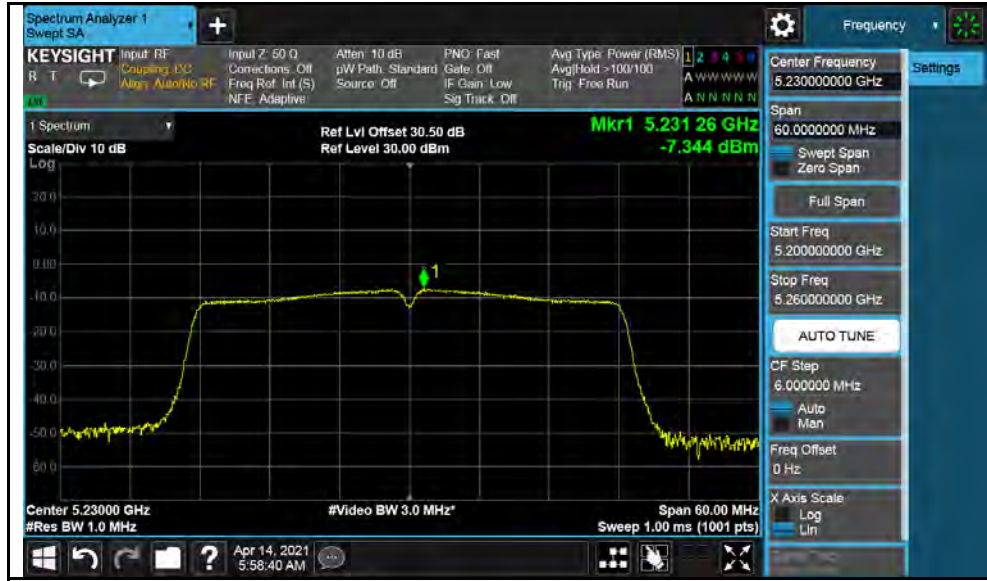 Spectrum Analyzer 1
Swept SA
Frequency
KEYSIGHT
R T
Input: RF
Coupling: DC
Align: Auto/No RF
Input Z: 50 Ω
Corrections: Off
Freq Ref: Int (S)
NFE: Adaptive
Atten: 10 dB
µW Path: Standard
Source: Off
PNO: Fast
Gate: Off
IF Gain: Low
Sig Track: Off
Avg Type: Power (RMS)
Avg|Hold: >100/100
Trig: Free Run
1 2 3 4 5 6
A W W W W W
A N N N N N
1 Spectrum
Scale/Div 10 dB
Ref Lvl Offset 30.50 dB
Ref Level 30.00 dBm
Mkr1 5.231 26 GHz
-7.344 dBm
Log
20.0
10.0
0.00
-10.0
-20.0
-30.0
-40.0
-50.0
-60.0
1
Center 5.23000 GHz
#Res BW 1.0 MHz
#Video BW 3.0 MHz*
Span 60.00 MHz
Sweep 1.00 ms (1001 pts)
Apr 14, 2021
5:58:40 AM
Center Frequency
5.230000000 GHz
Span
60.0000000 MHz
Swept Span
Zero Span
Full Span
Start Freq
5.200000000 GHz
Stop Freq
5.260000000 GHz
AUTO TUNE
CF Step
6.000000 MHz
Auto
Man
Freq Offset
0 Hz
X Axis Scale
Log
Lin
Settings